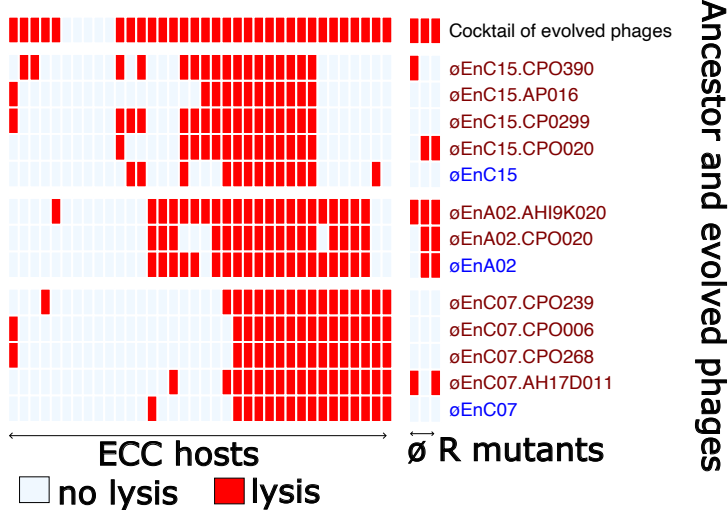 Cocktail of evolved phages
øEnC15.CPO390
øEnC15.AP016
øEnC15.CP0299
øEnC15.CPO020
øEnC15
øEnA02.AHI9K020
øEnA02.CPO020
øEnA02
øEnC07.CPO239
øEnC07.CPO006
øEnC07.CPO268
øEnC07.AH17D011
øEnC07
Ancestor and evolved phages
ECC hosts
ø R mutants
no lysis
lysis